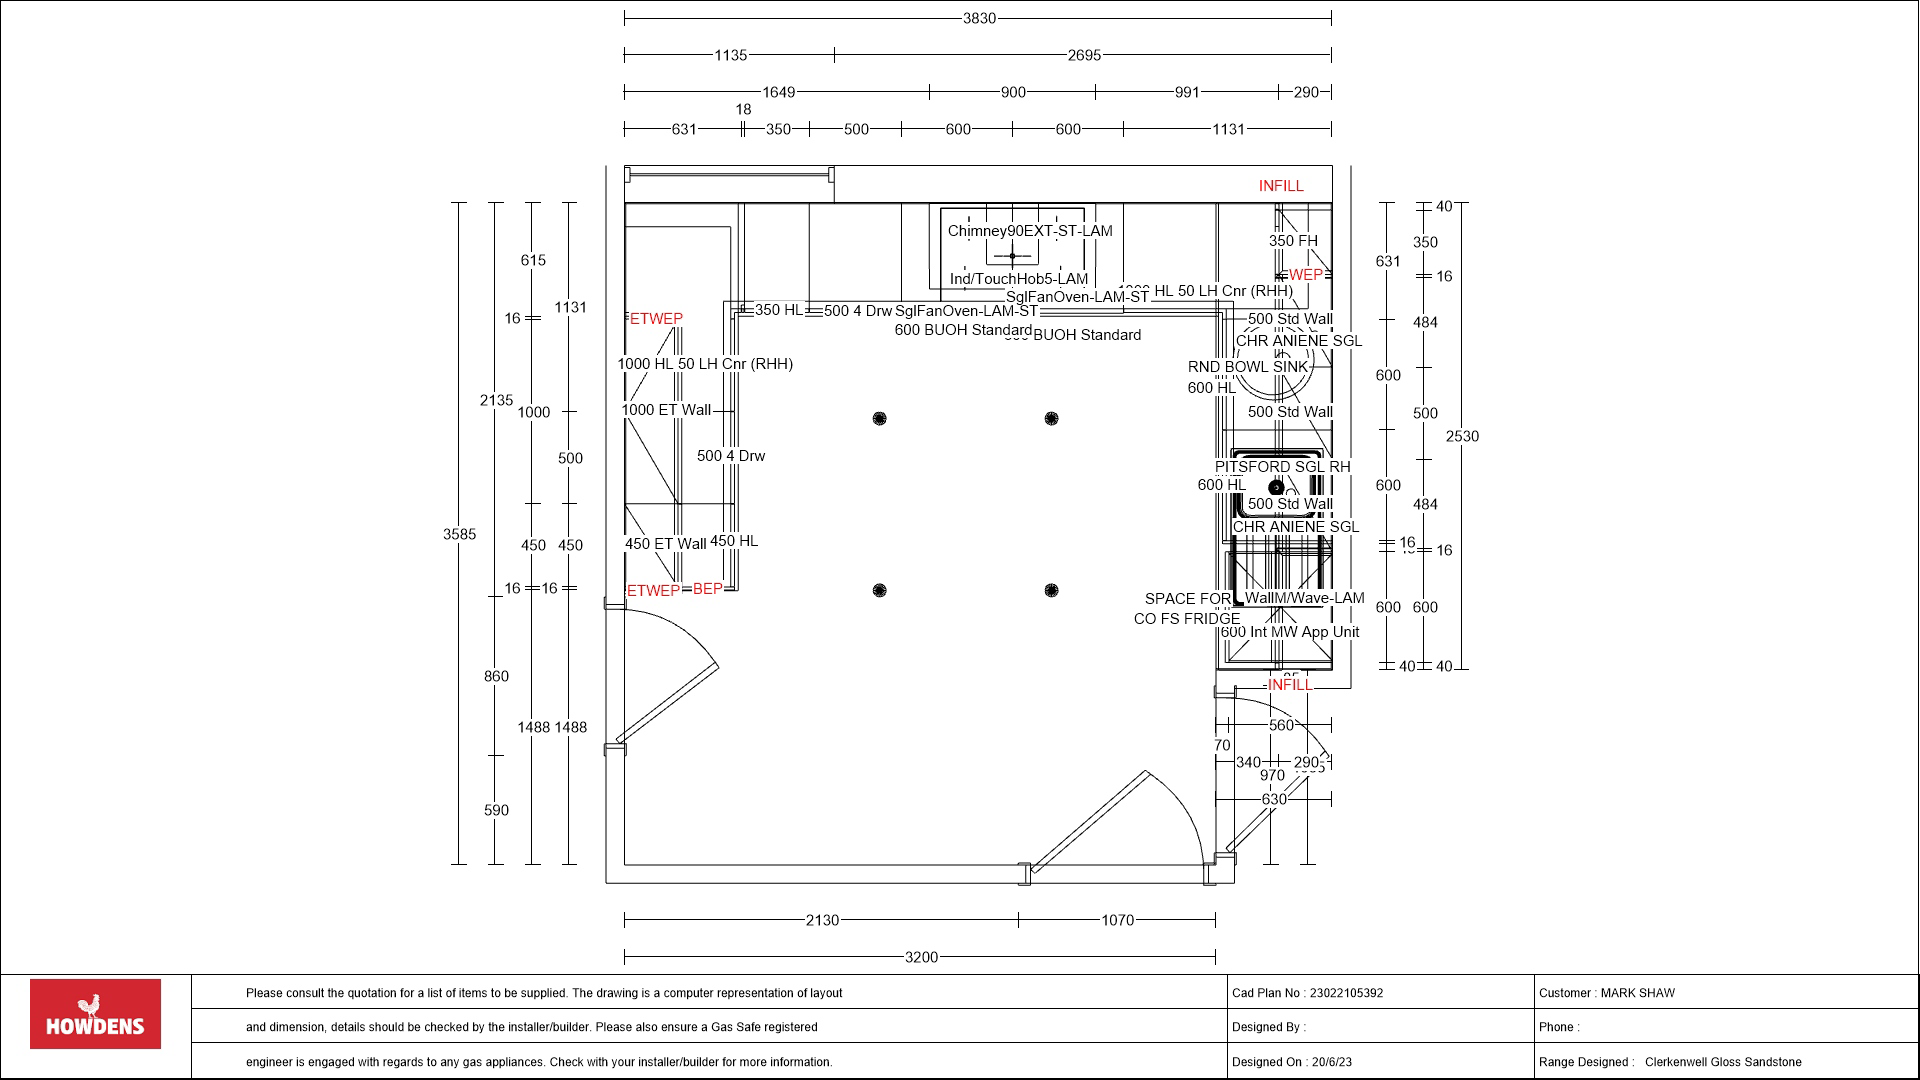 3830
1135 2695
1649 900 991 290
18
631 350 500 600 600 1131
INFILL
Chimney90EXT-ST-LAM
350 FH
WEP
Ind/TouchHob5-LAM
HL 50 LH Cnr (RHH)
SglFanOven-LAM-ST
350 HL 500 4 Drw SglFanOven-LAM-ST
600 BUOH Standard BUOH Standard
500 Std Wall
CHR ANIENE SGL
RND BOWL SINK
600 HL
500 Std Wall
ETWEP
1000 HL 50 LH Cnr (RHH)
1000 ET Wall
500 4 Drw
450 ET Wall 450 HL
ETWEP BEP
PITSFORD SGL RH
600 HL
500 Std Wall
CHR ANIENE SGL
SPACE FOR WallM/Wave-LAM
CO FS FRIDGE
600 Int MW App Unit
INFILL
615
1131
16
2135
1000
500
3585
450 450
16 16
860
1488 1488
590
40
631 350
16
484
600
500
2530
600
484
16 16
600 600
40 40
560
70
340 290
970
630
2130 1070
3200
HOWDENS
Please consult the quotation for a list of items to be supplied. The drawing is a computer representation of layout
and dimension, details should be checked by the installer/builder. Please also ensure a Gas Safe registered
engineer is engaged with regards to any gas appliances. Check with your installer/builder for more information.
Cad Plan No : 23022105392
Designed By :
Designed On : 20/6/23
Customer : MARK SHAW
Phone :
Range Designed : Clerkenwell Gloss Sandstone